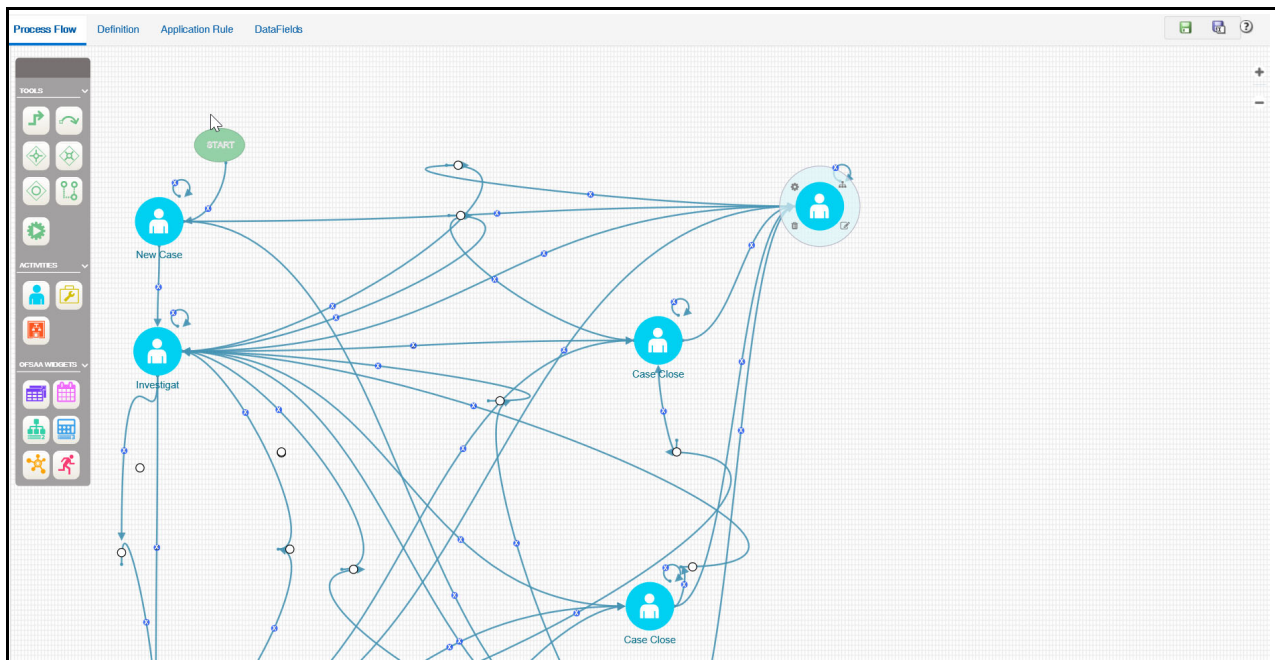 Process Flow Definition Application Rule DataFields
TOOLS
START
New Case
ACTIVITIES
Investigat
OFSAA WIDGETS
Case Close
Case Close